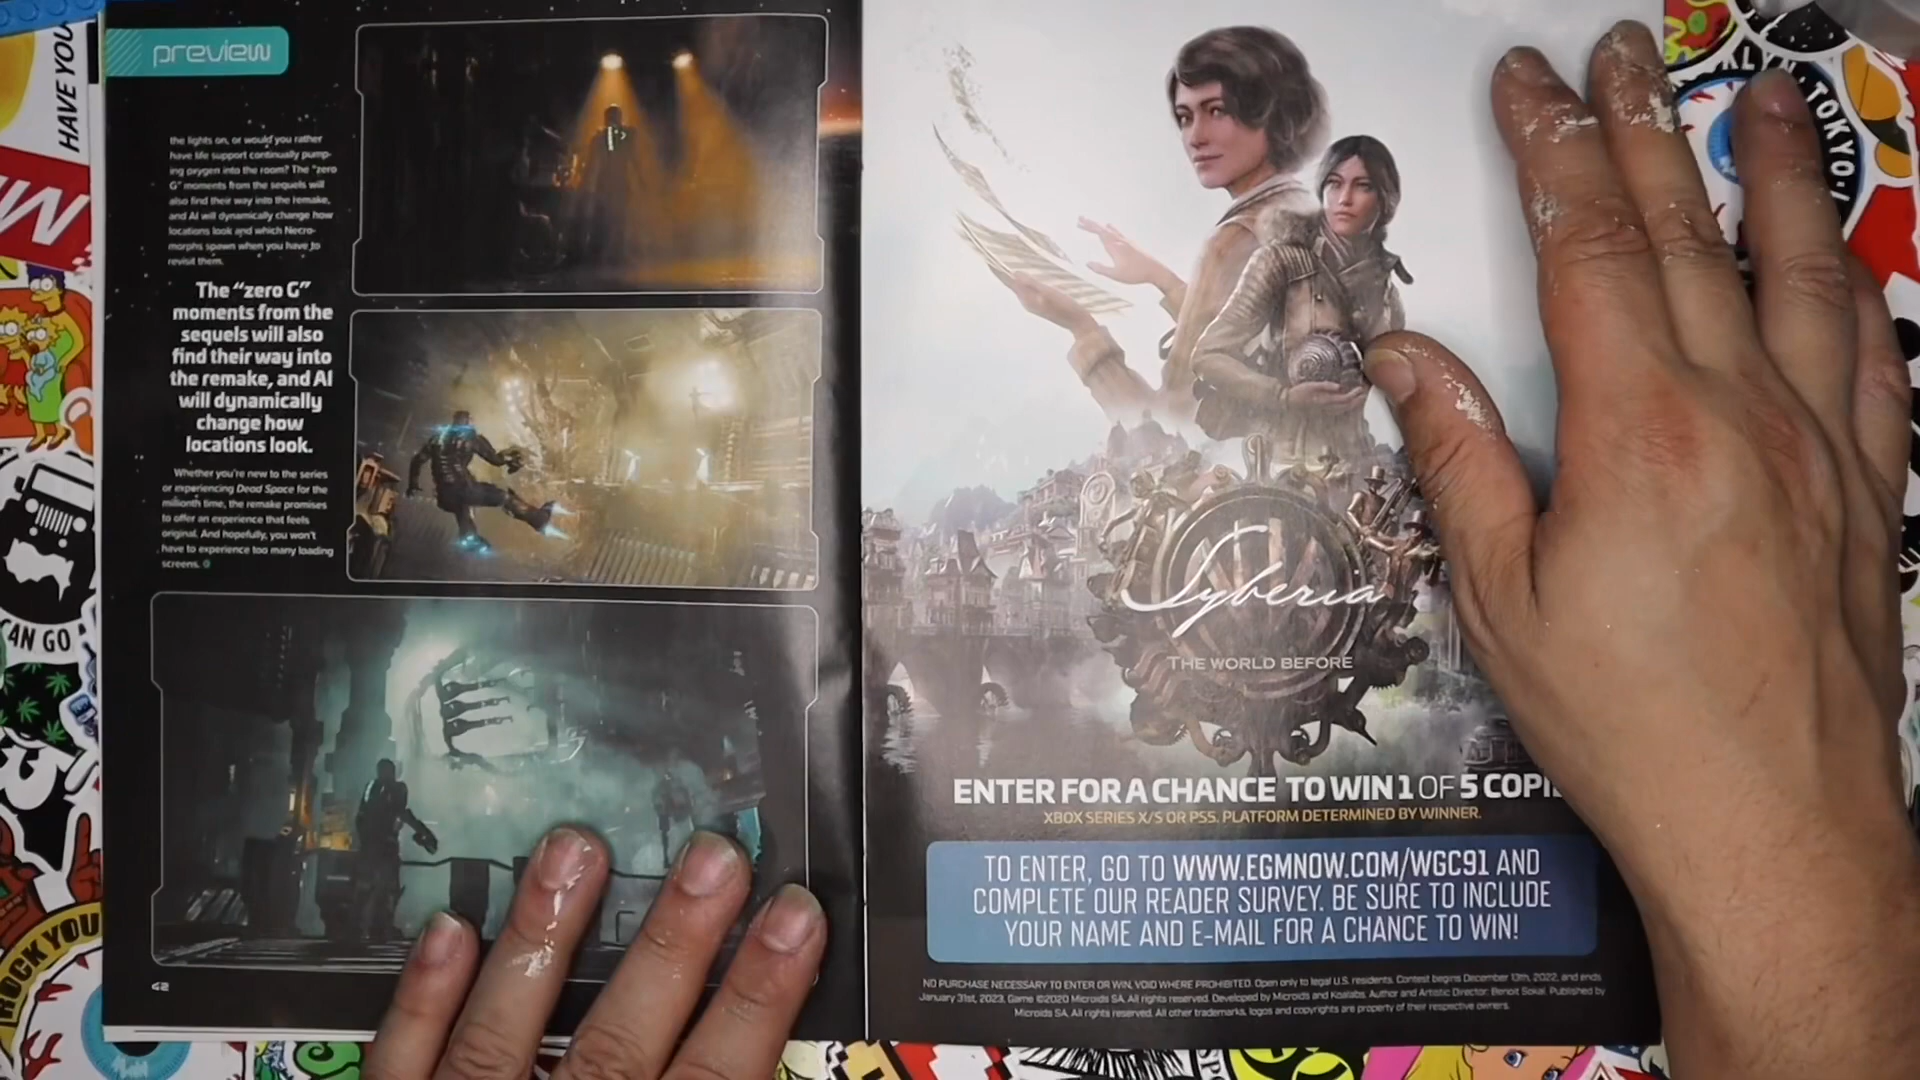 preview
the lights on, or would you rather
have life support continually pump-
ing oxygen into the room? The "zero
G" moments from the sequels will
also find their way into the remake,
and AI will dynamically change how
locations look and which Necro-
morphs spawn when you have to
revisit them.
The "zero G"
moments from the
sequels will also
find their way into
the remake, and AI
will dynamically
change how
locations look.
Whether you're new to the series
or experiencing Dead Space for the
millionth time, the remake promises
to offer an experience that feels
original. And hopefully, you won't
have to experience too many loading
screens.
42
Syberia
THE WORLD BEFORE
ENTER FOR A CHANCE TO WIN 1 OF 5 COPI
XBOX SERIES X/S OR PS5. PLATFORM DETERMINED BY WINNER.
TO ENTER, GO TO WWW.EGMNOW.COM/WGC91 AND
COMPLETE OUR READER SURVEY. BE SURE TO INCLUDE
YOUR NAME AND E-MAIL FOR A CHANCE TO WIN!
NO PURCHASE NECESSARY TO ENTER OR WIN, VOID WHERE PROHIBITED. Open only to legal U.S. residents. Contest begins December 13th, 2022, and ends
January 31st, 2023. Game ©2020 Microids SA. All rights reserved. Developed by Microids and Koalabs. Author and Artistic Director: Benoit Sokal. Published by
Microids SA. All rights reserved. All other trademarks, logos and copyrights are property of their respective owners.
HAVE YOU
CAN GO
ROCK YOU
KLYN, TOKYO